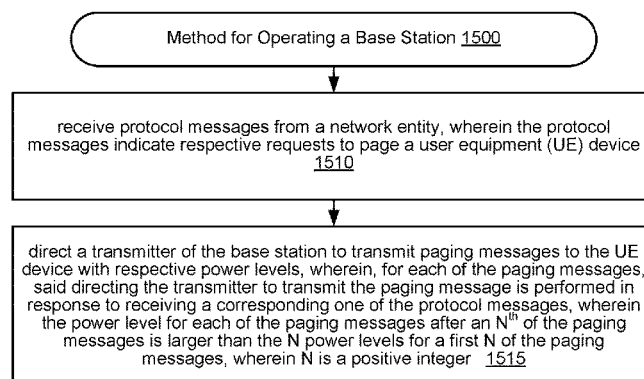 Method for Operating a Base Station 1500
receive protocol messages from a network entity, wherein the protocol
messages indicate respective requests to page a user equipment (UE) device
1510
direct a transmitter of the base station to transmit paging messages to the UE
device with respective power levels, wherein, for each of the paging messages,
said directing the transmitter to transmit the paging message is performed in
response to receiving a corresponding one of the protocol messages, wherein
the power level for each of the paging messages after an Nth of the paging
messages is larger than the N power levels for a first N of the paging
messages, wherein N is a positive integer 1515